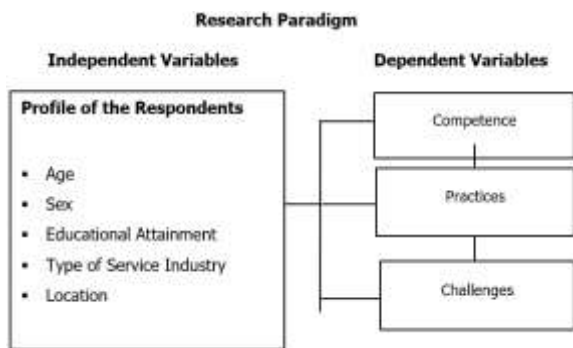 Research Paradigm
Independent Variables
Dependent Variables
Profile of the Respondents
▪ Age
▪ Sex
▪ Educational Attainment
▪ Type of Service Industry
▪ Location
Competence
Practices
Challenges